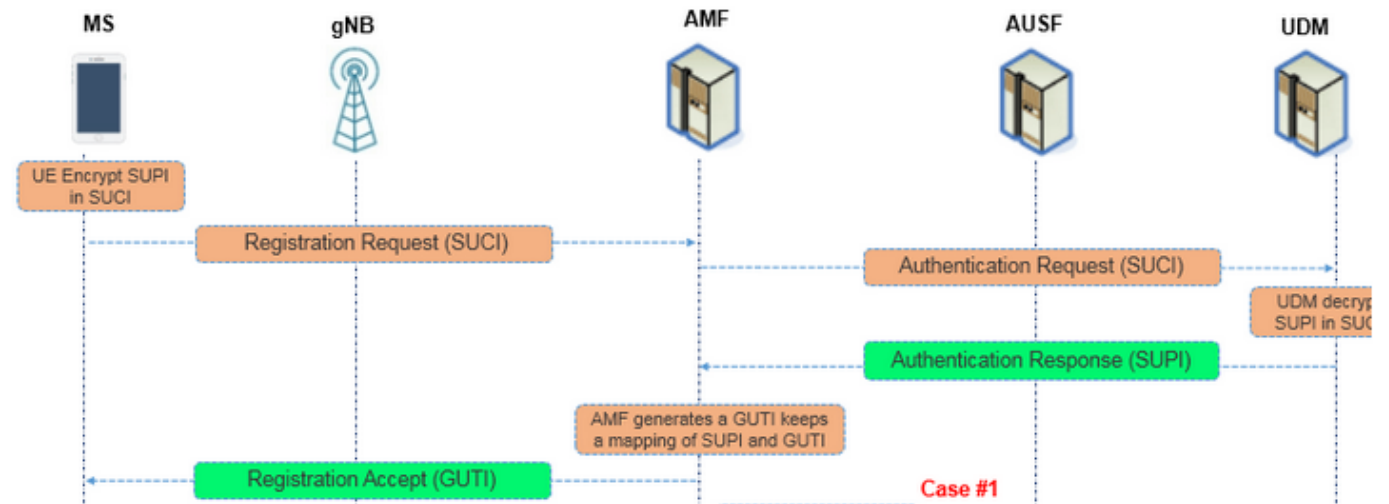 MS
gNB
AMF
AUSF
UDM
UE Encrypt SUPI
in SUCI
Registration Request (SUCI)
Authentication Request (SUCI)
UDM decryp
SUPI in SUC
Authentication Response (SUPI)
AMF generates a GUTI keeps
a mapping of SUPI and GUTI
Registration Accept (GUTI)
Case #1